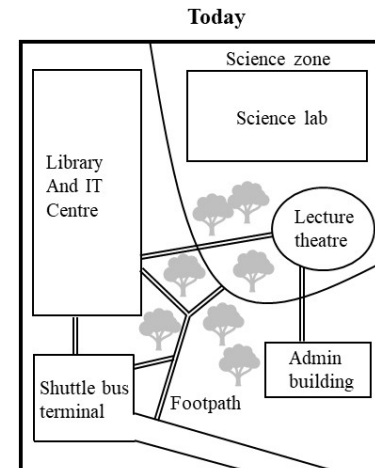 Today
Science zone
Science lab
Library
And IT
Centre
Lecture
theatre
Admin
building
Shuttle bus
terminal
Footpath